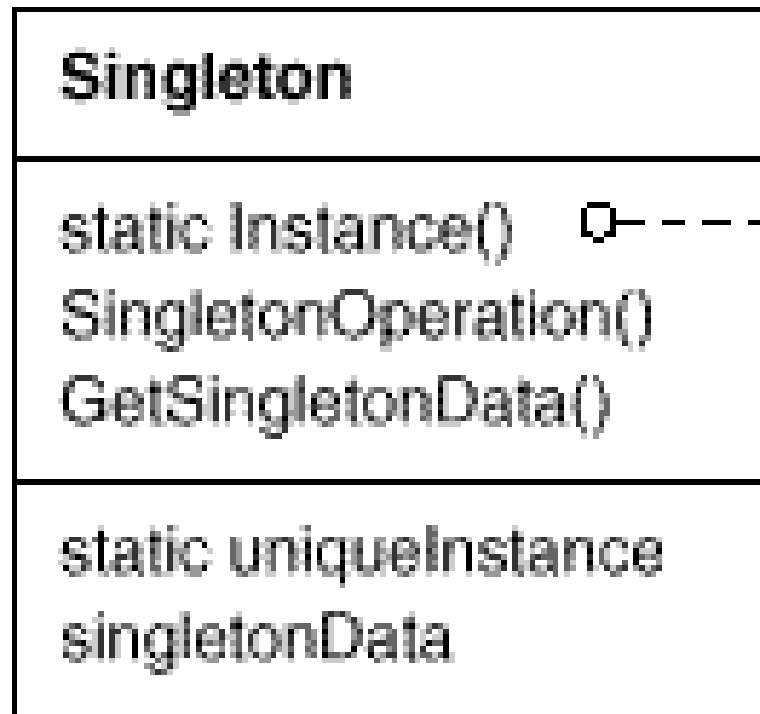 Singleton
static Instance()
SingletonOperation()
GetSingletonData()
static uniqueInstance
singletonData